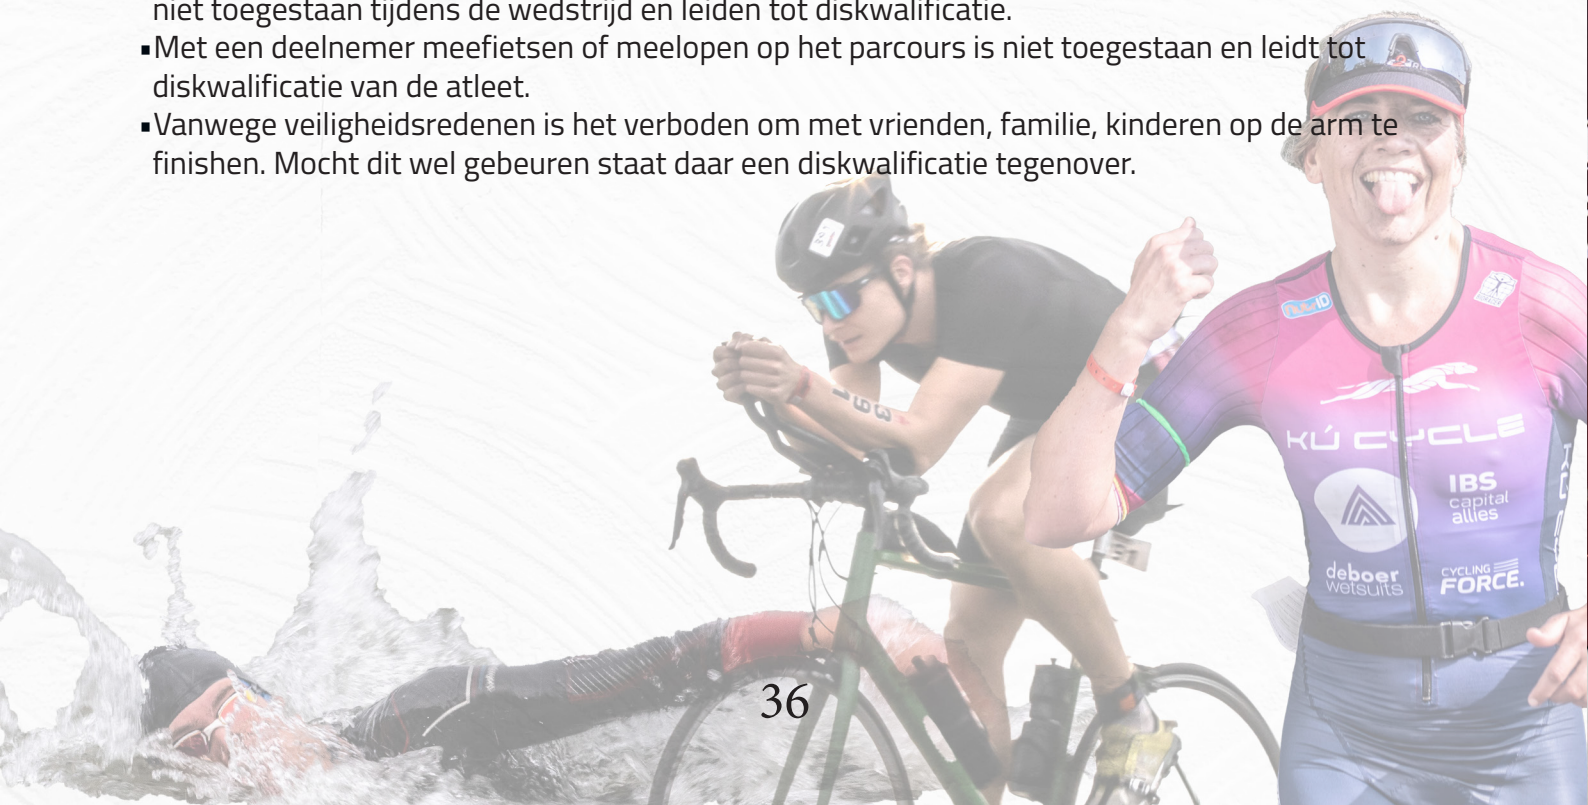 niet toegestaan tijdens de wedstrijd en leiden tot diskwalificatie.
▪Met een deelnemer meefietsen of meelopen op het parcours is niet toegestaan en leidt tot
diskwalificatie van de atleet.
▪Vanwege veiligheidsredenen is het verboden om met vrienden, familie, kinderen op de arm te
finishen. Mocht dit wel gebeuren staat daar een diskwalificatie tegenover.
193
KÚ CYCLE
IBS
capital
allies
deboer
wetsuits
CYCLING
FORCE.
36